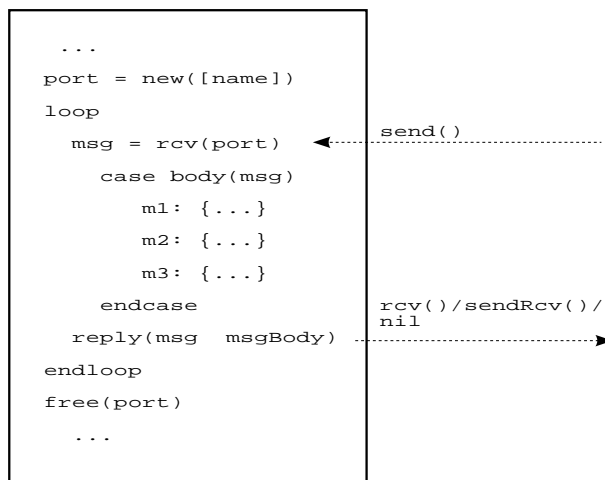 ...
port = new([name])
loop
msg = rcv(port)
send()
case body(msg)
m1: {...}
m2: {...}
m3: {...}
endcase
rcv()/sendRcv()/
nil
reply(msg msgBody)
endloop
free(port)
...